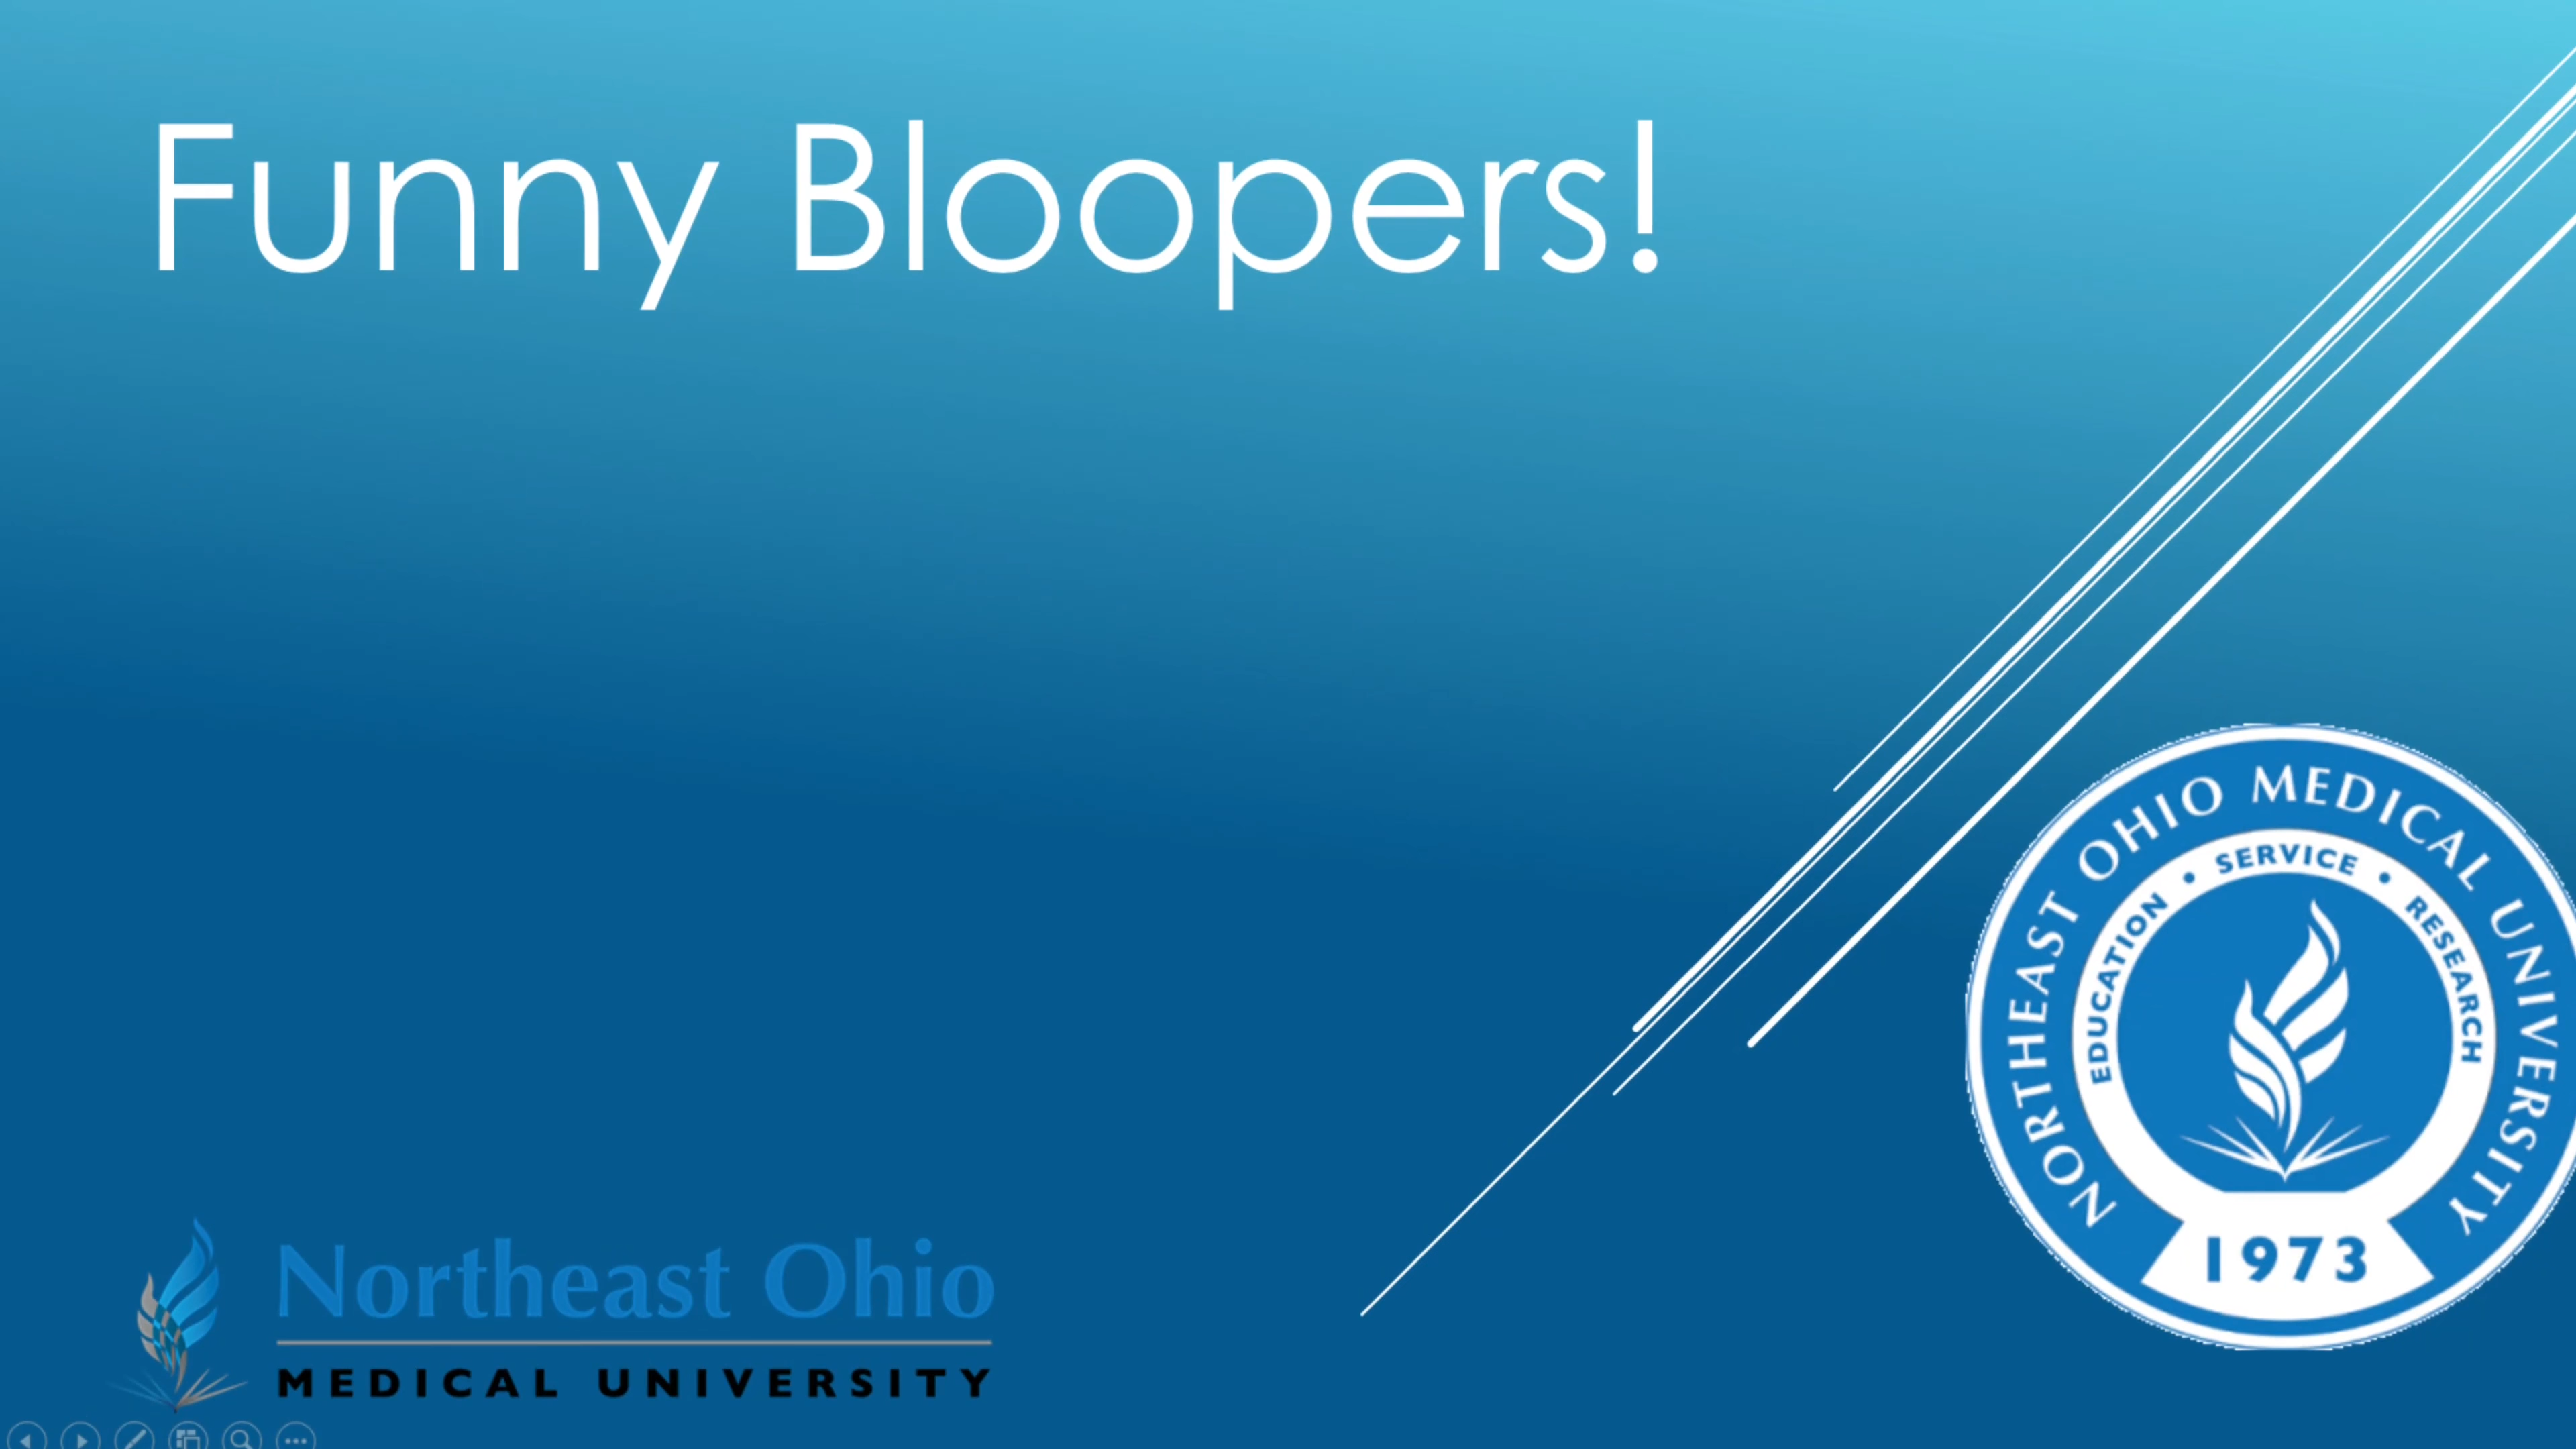 Funny Bloopers!
NORTHEAST OHIO MEDICAL UNIVERSITY
EDUCATION • SERVICE • RESEARCH
1973
Northeast Ohio
MEDICAL UNIVERSITY